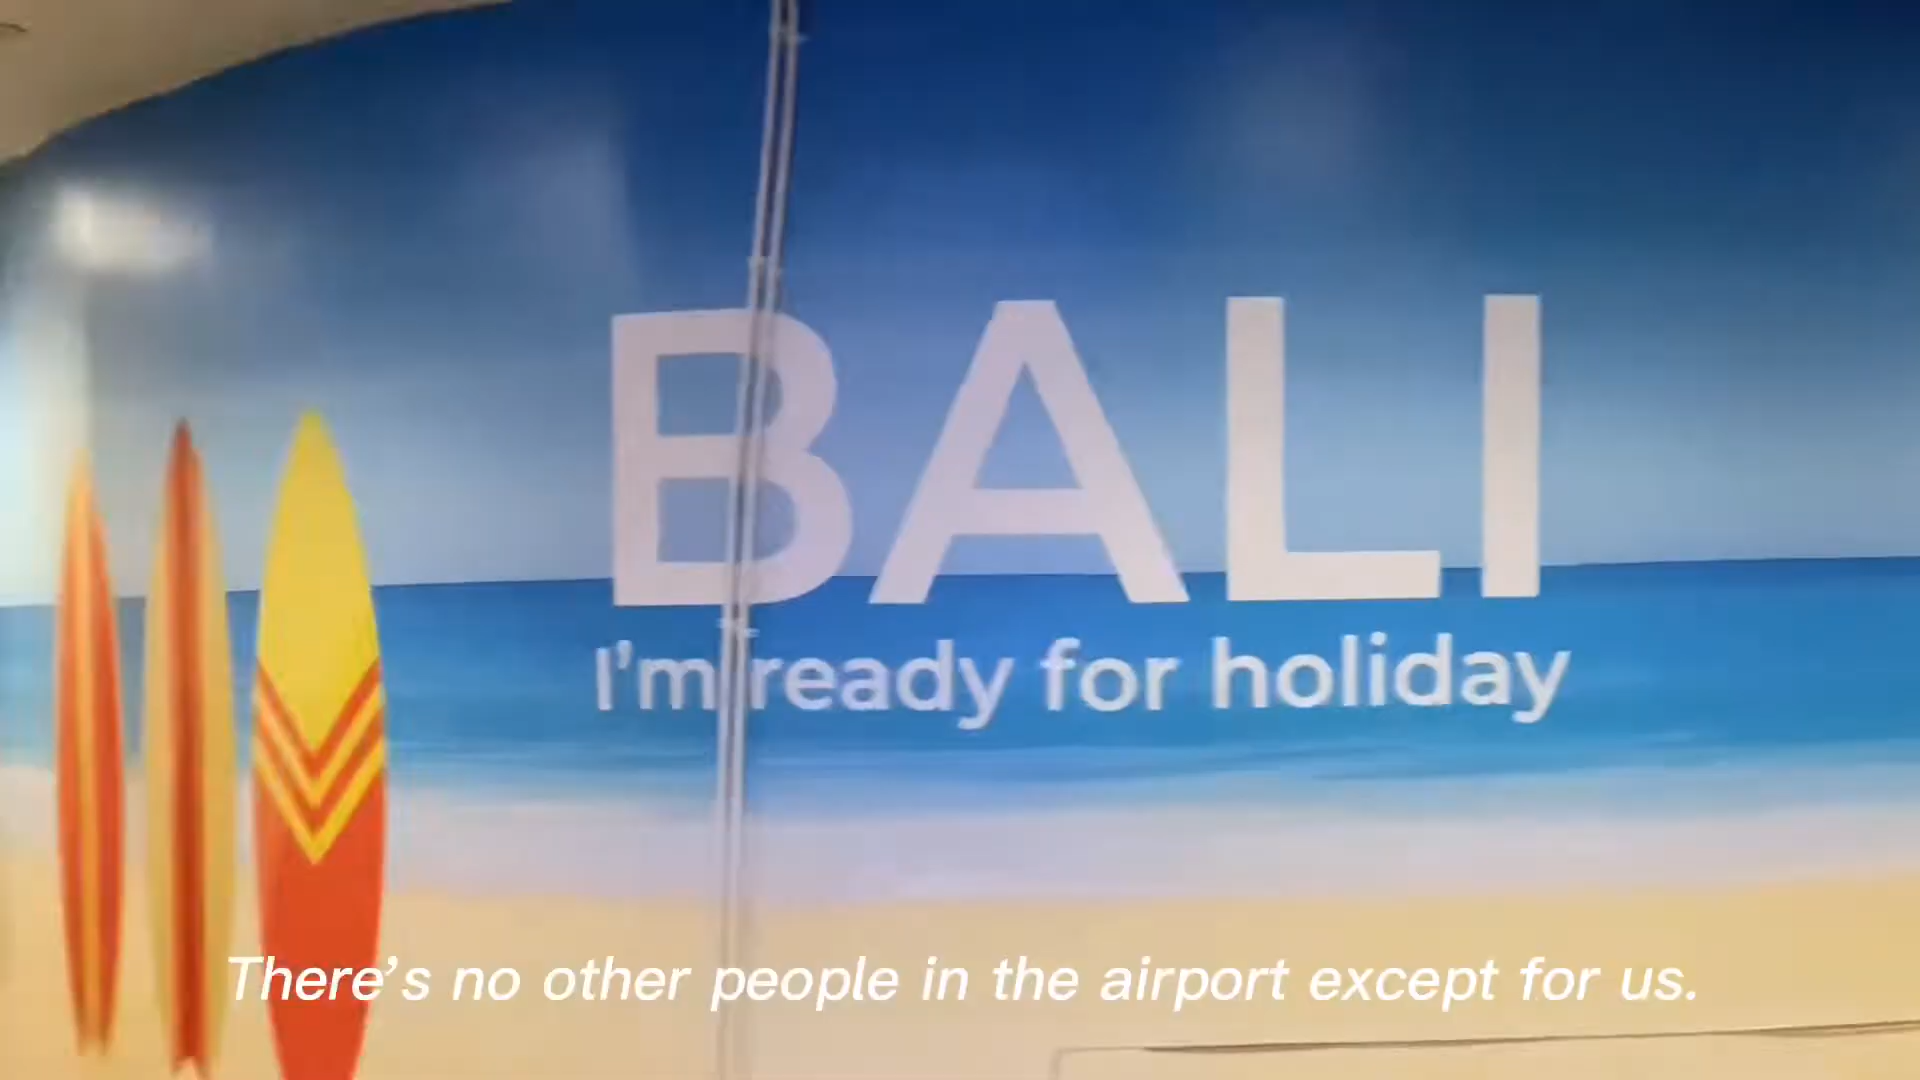 BALI
I'm ready for holiday
There's no other people in the airport except for us.